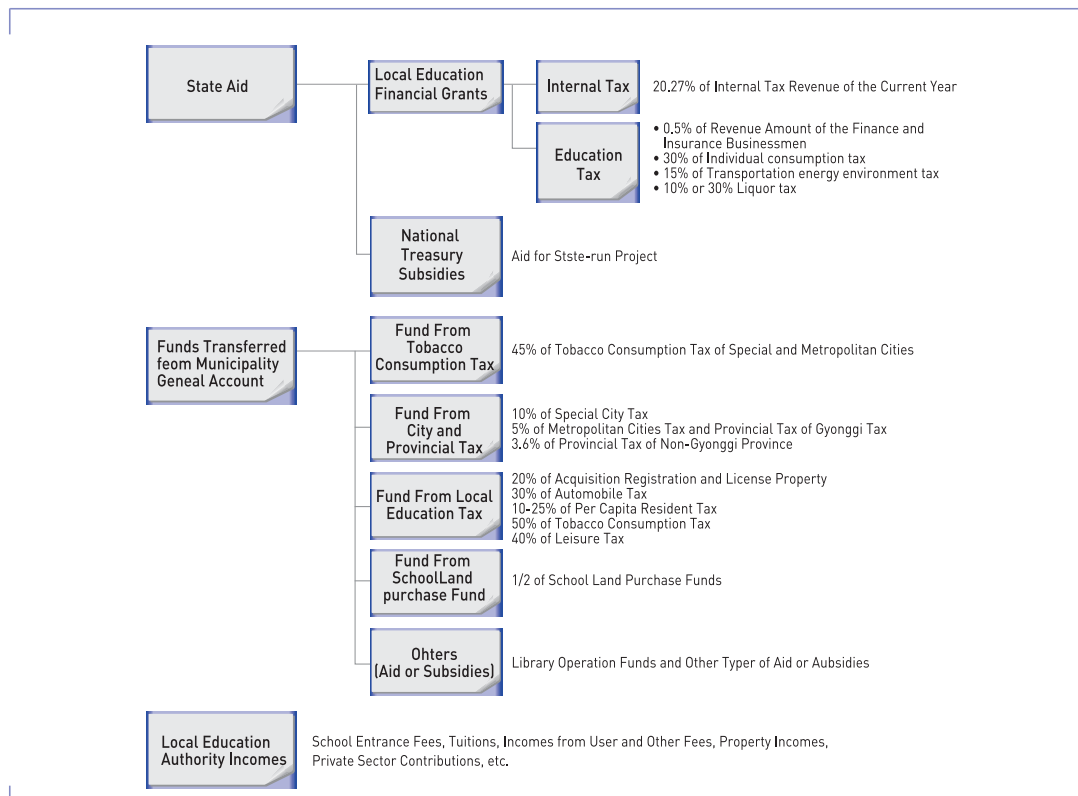 State Aid
Local Education
Financial Grants
Internal Tax
20.27% of Internal Tax Revenue of the Current Year
Education
Tax
• 0.5% of Revenue Amount of the Finance and
Insurance Businessmen
• 30% of Individual consumption tax
• 15% of Transportation energy environment tax
• 10% or 30% Liquor tax
National
Treasury
Subsidies
Aid for Stste-run Project
Funds Transferred
feom Municipality
Geneal Account
Fund From
Tobacco
Consumption Tax
45% of Tobacco Consumption Tax of Special and Metropolitan Cities
Fund From
City and
Provincial Tax
10% of Special City Tax
5% of Metropolitan Cities Tax and Provincial Tax of Gyonggi Tax
3.6% of Provincial Tax of Non-Gyonggi Province
Fund From Local
Education Tax
20% of Acquisition Registration and License Property
30% of Automobile Tax
10-25% of Per Capita Resident Tax
50% of Tobacco Consumption Tax
40% of Leisure Tax
Fund From
SchoolLand
purchase Fund
1/2 of School Land Purchase Funds
Ohters
(Aid or Subsidies)
Library Operation Funds and Other Typer of Aid or Aubsidies
Local Education
Authority Incomes
School Entrance Fees, Tuitions, Incomes from User and Other Fees, Property Incomes,
Private Sector Contributions, etc.